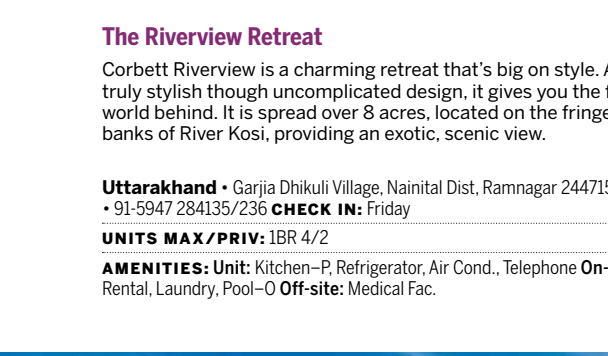 The Riverview Retreat
Corbett Riverview is a charming retreat that's big on style. A
truly stylish though uncomplicated design, it gives you the f
world behind. It is spread over 8 acres, located on the fringe
banks of River Kosi, providing an exotic, scenic view.
Uttarakhand • Garjia Dhikuli Village, Nainital Dist, Ramnagar 244715
• 91-5947 284135/236 CHECK IN: Friday
UNITS MAX/PRIV: 1BR 4/2
AMENITIES: Unit: Kitchen–P, Refrigerator, Air Cond., Telephone On-
Rental, Laundry, Pool–O Off-site: Medical Fac.